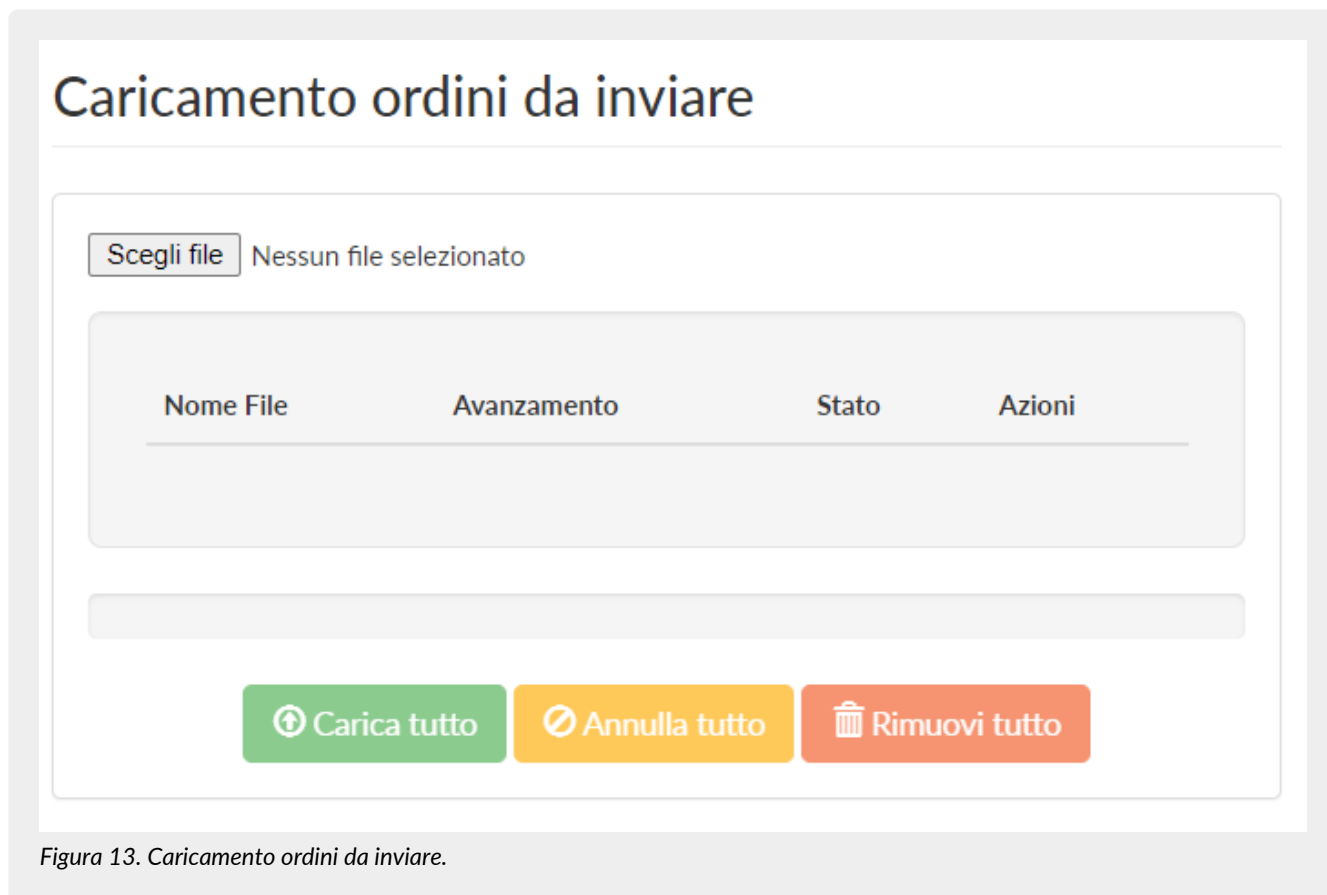 Caricamento ordini da inviare
Scegli file Nessun file selezionato
Nome File Avanzamento Stato Azioni
Carica tutto Annulla tutto Rimuovi tutto
Figura 13. Caricamento ordini da inviare.